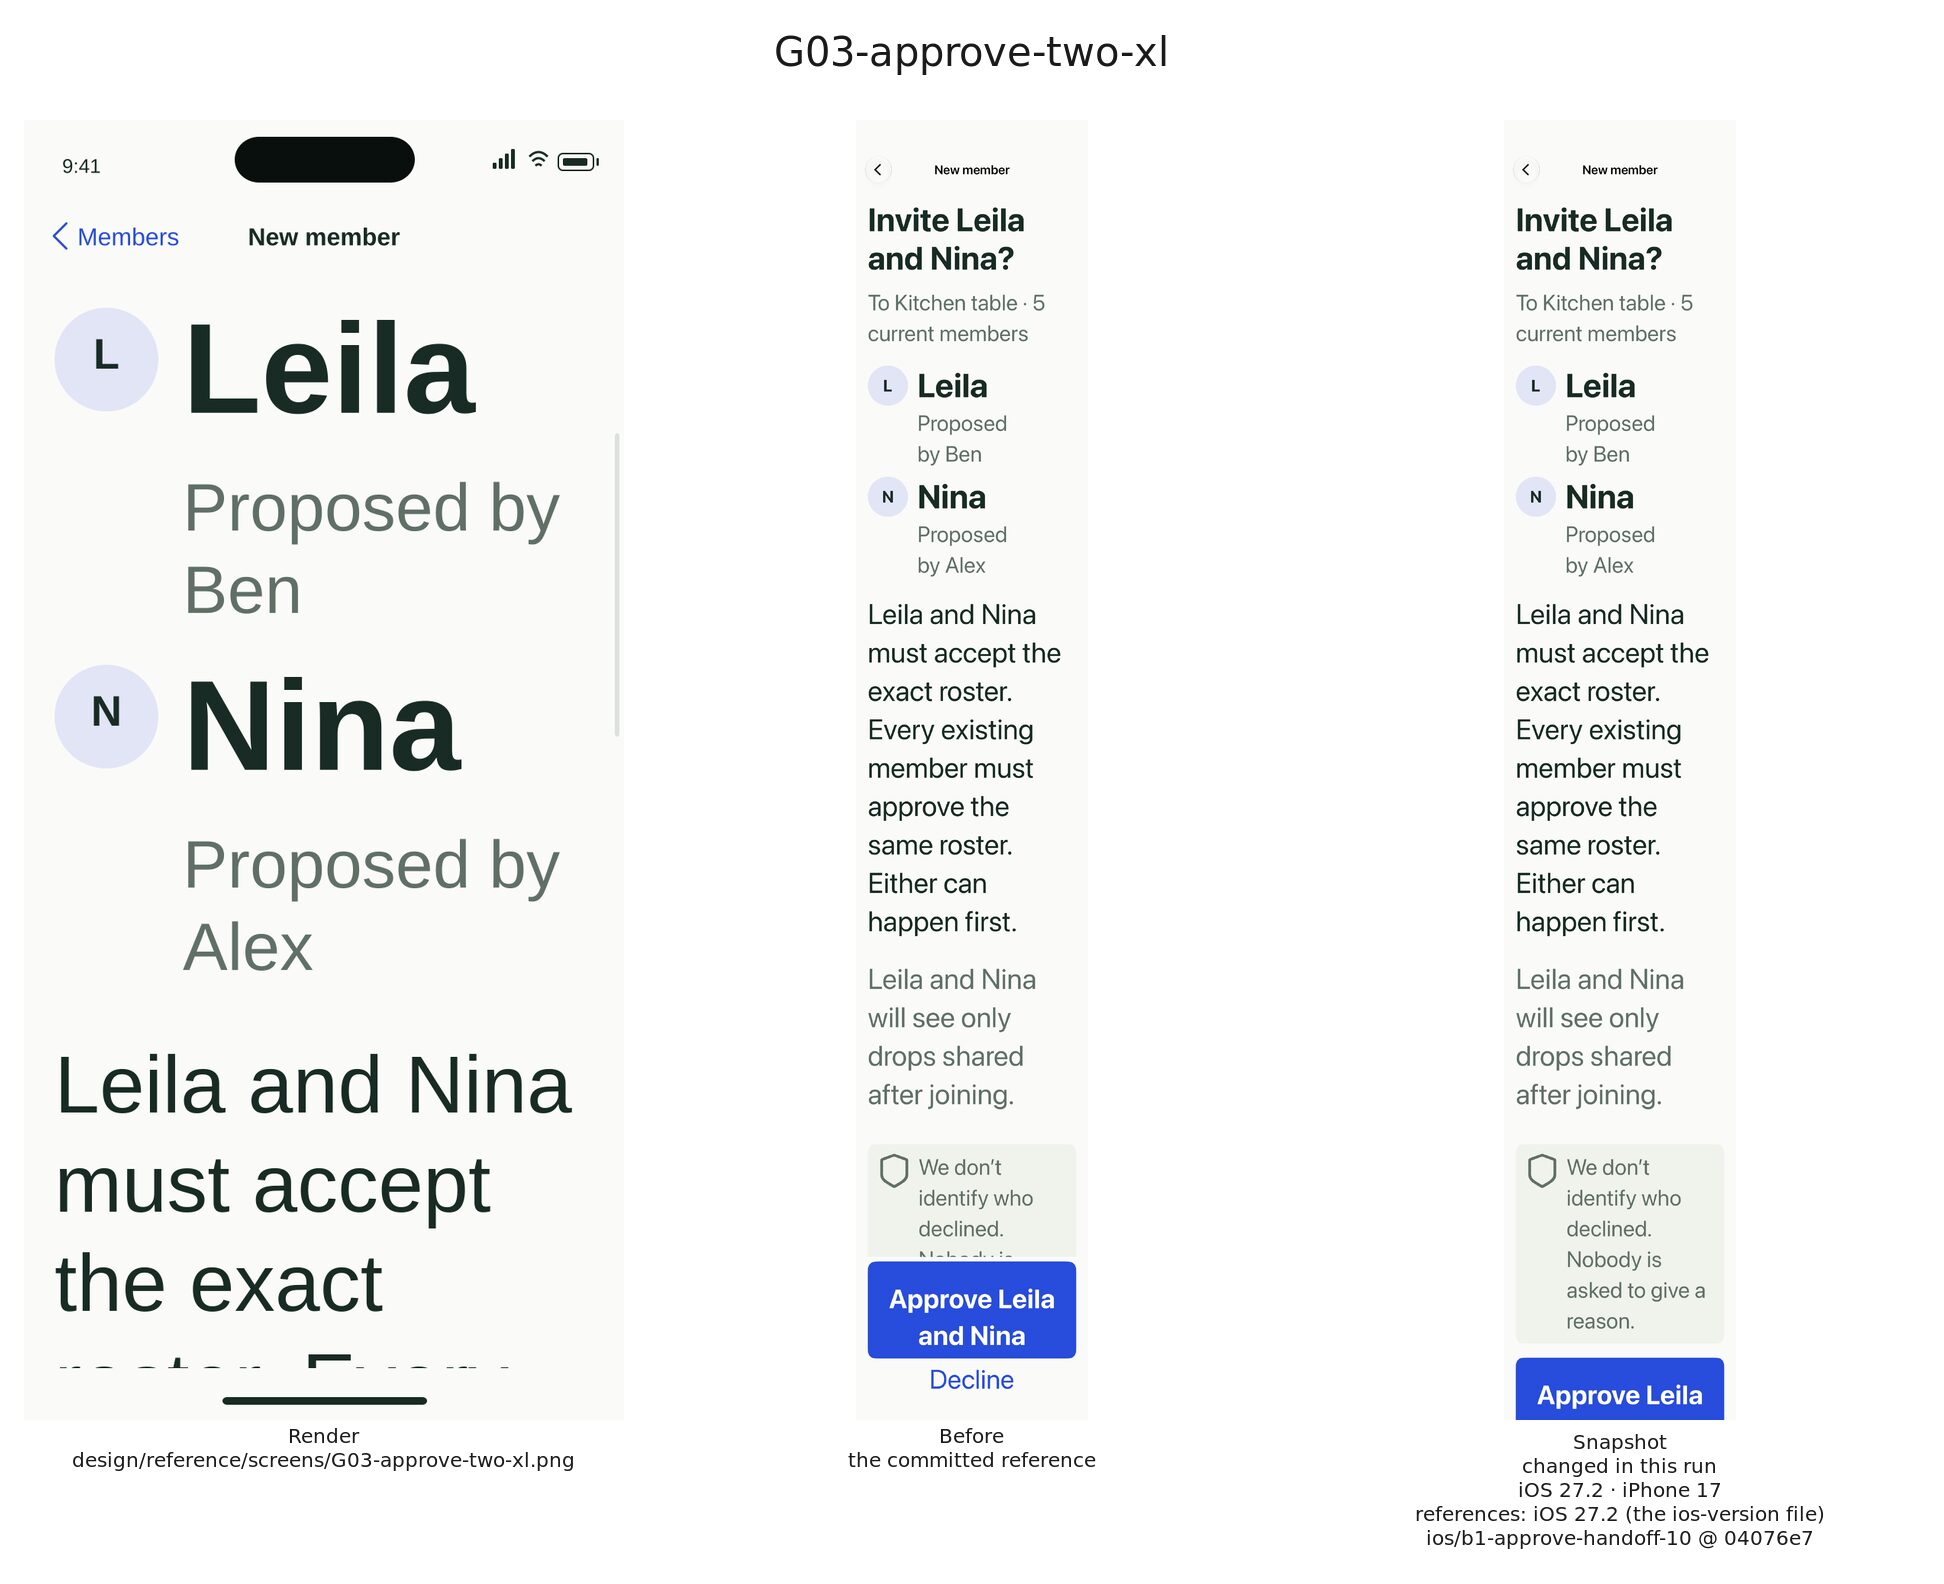 G03-approve-two-xl
9:41
Members
New member
L
Leila
Proposed by
Ben
N
Nina
Proposed by
Alex
Leila and Nina
must accept
the exact
roster. Every
Render
design/reference/screens/G03-approve-two-xl.png
New member
Invite Leila
and Nina?
To Kitchen table · 5
current members
L
Leila
Proposed
by Ben
N
Nina
Proposed
by Alex
Leila and Nina
must accept the
exact roster.
Every existing
member must
approve the
same roster.
Either can
happen first.
Leila and Nina
will see only
drops shared
after joining.
We don’t
identify who
declined.
Nobody is
Approve Leila
and Nina
Decline
Before
the committed reference
New member
Invite Leila
and Nina?
To Kitchen table · 5
current members
L
Leila
Proposed
by Ben
N
Nina
Proposed
by Alex
Leila and Nina
must accept the
exact roster.
Every existing
member must
approve the
same roster.
Either can
happen first.
Leila and Nina
will see only
drops shared
after joining.
We don’t
identify who
declined.
Nobody is
asked to give a
reason.
Approve Leila
Snapshot
changed in this run
iOS 27.2 · iPhone 17
references: iOS 27.2 (the ios-version file)
ios/b1-approve-handoff-10 @ 04076e7